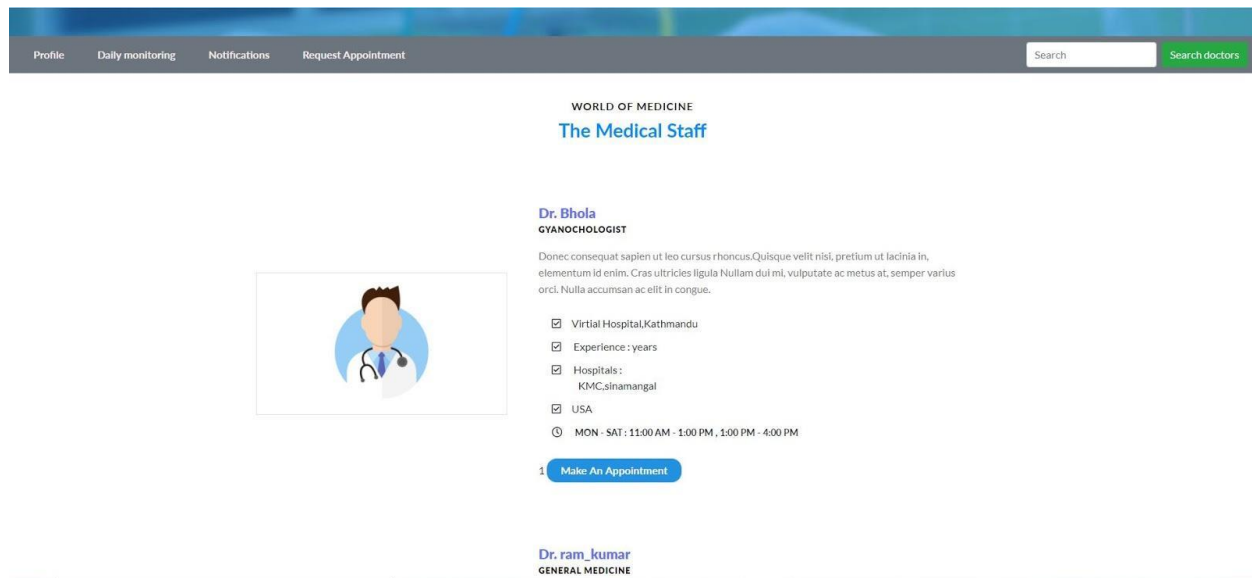 Profile Daily monitoring Notifications Request Appointment Search Search doctors
WORLD OF MEDICINE
The Medical Staff
Dr. Bhola
GYANOCHOLOGIST
Donec consequat sapien ut leo cursus rhoncus.Quisque velit nisi, pretium ut lacinia in,
elementum id enim. Cras ultricies ligula Nullam dui mi, vulputate ac metus at, semper varius
orci. Nulla accumsan ac elit in congue.
Virtial Hospital,Kathmandu
Experience : years
Hospitals :
KMC,sinamangal
USA
MON - SAT : 11:00 AM - 1:00 PM , 1:00 PM - 4:00 PM
1 Make An Appointment
Dr. ram_kumar
GENERAL MEDICINE